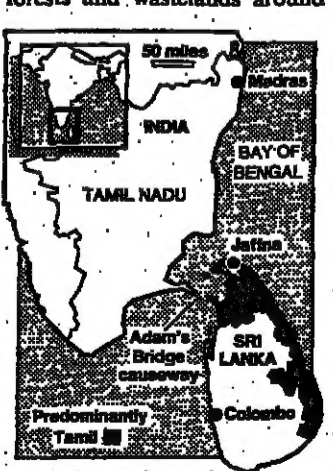 forests and wastelands around
50 miles
Madras
INDIA
BAY OF
BENGAL
TAMIL NADU
Jaffna
Adam's
Bridge
causeway
SRI
LANKA
Predominantly
Tamil
Colombo